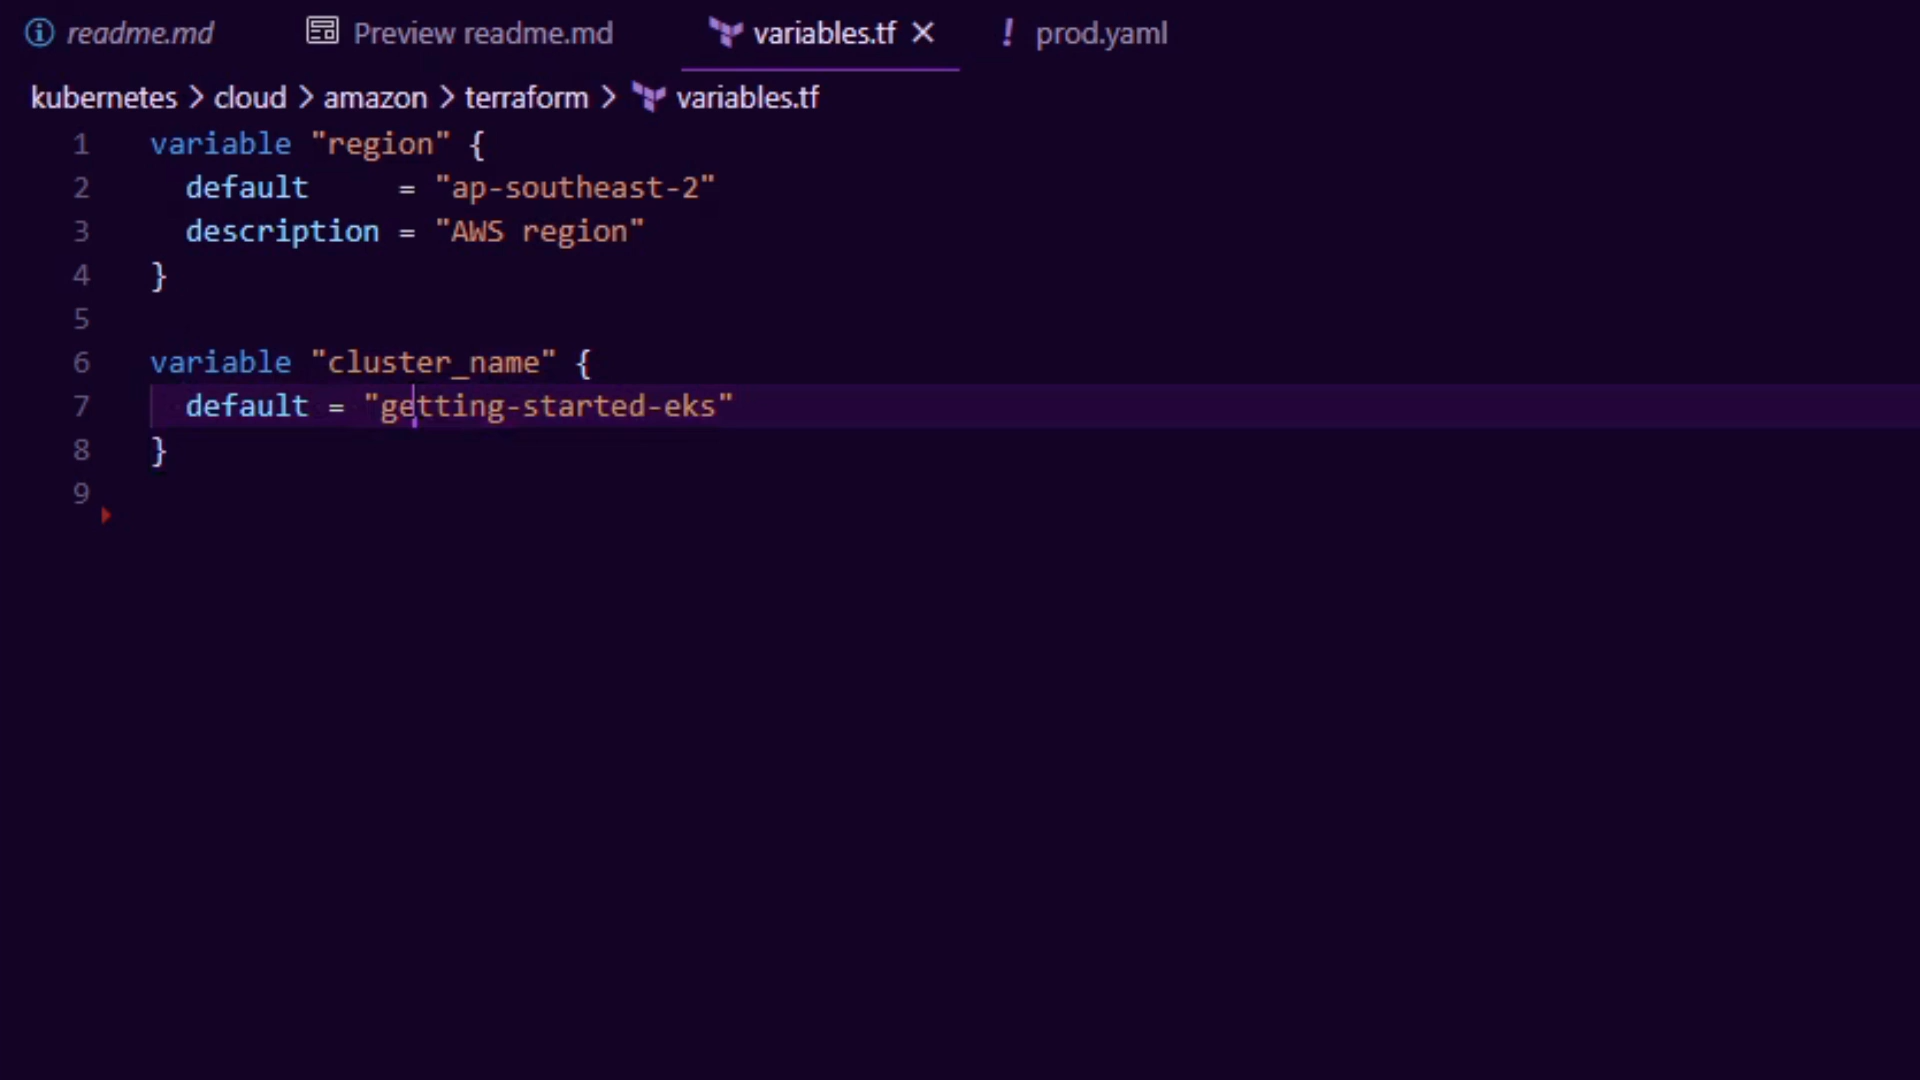 readme.md Preview readme.md variables.tf prod.yaml
kubernetes > cloud > amazon > terraform > variables.tf
1 variable "region" {
2 default     = "ap-southeast-2"
3 description = "AWS region"
4 }
5
6 variable "cluster_name" {
7 default = "getting-started-eks"
8 }
9